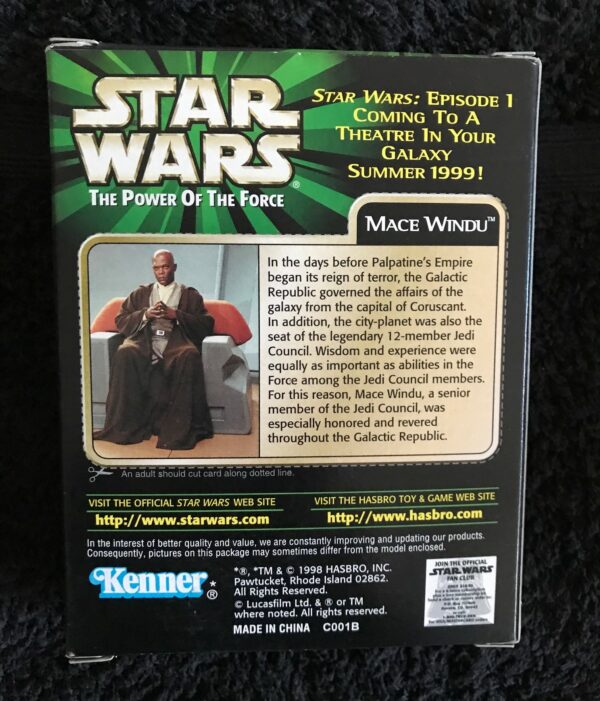 STAR WARS: EPISODE 1
COMING TO A
THEATRE IN YOUR
GALAXY
SUMMER 1999!
STAR
WARS®
THE POWER OF THE FORCE
MACE WINDU™
In the days before Palpatine's Empire
began its reign of terror, the Galactic
Republic governed the affairs of the
galaxy from the capital of Coruscant.
In addition, the city-planet was also the
seat of the legendary 12-member Jedi
Council. Wisdom and experience were
equally as important as abilities in the
Force among the Jedi Council members.
For this reason, Mace Windu, a senior
member of the Jedi Council, was
especially honored and revered
throughout the Galactic Republic.
An adult should cut card along dotted line.
VISIT THE OFFICIAL STAR WARS WEB SITE
http://www.starwars.com
VISIT THE HASBRO TOY & GAME WEB SITE
http://www.hasbro.com
In the interest of better quality and value, we are constantly improving and updating our products.
Consequently, pictures on this package may sometimes differ from the model enclosed.
Kenner*®
*®, *TM & © 1998 HASBRO, INC.
Pawtucket, Rhode Island 02862.
All Rights Reserved.
© Lucasfilm Ltd. & ® or TM
where noted. All rights reserved.
MADE IN CHINA C001B
JOIN THE OFFICIAL
STAR WARS
FAN CLUB